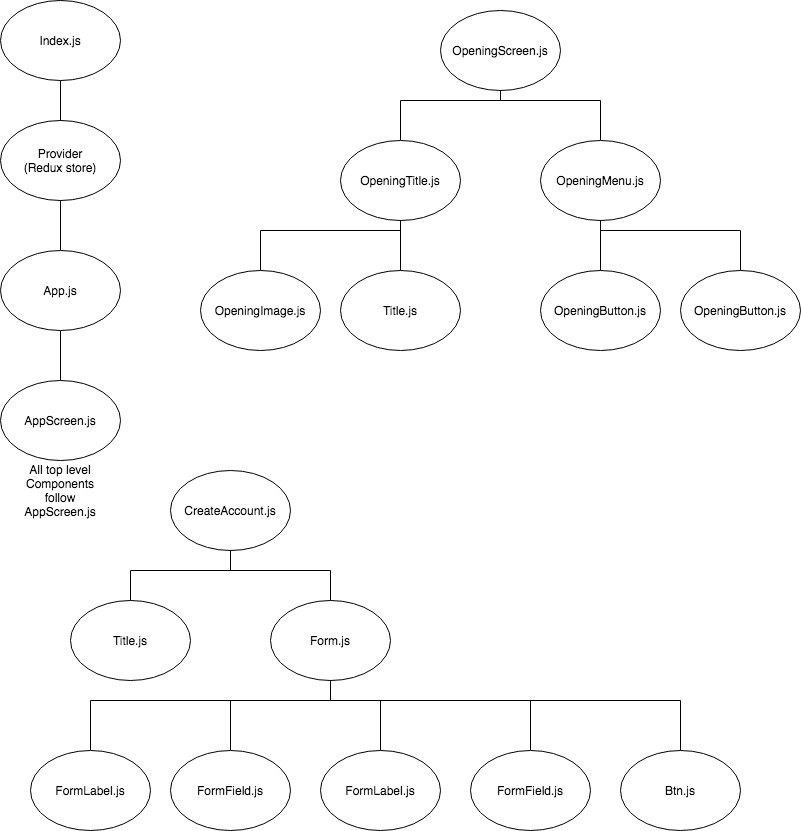 Index.js
OpeningScreen.js
Provider
(Redux store)
OpeningTitle.js
OpeningMenu.js
App.js
OpeningImage.js
Title.js
OpeningButton.js
OpeningButton.js
AppScreen.js
All top level
Components
follow
AppScreen.js
CreateAccount.js
Title.js
Form.js
FormLabel.js
FormField.js
FormLabel.js
FormField.js
Btn.js